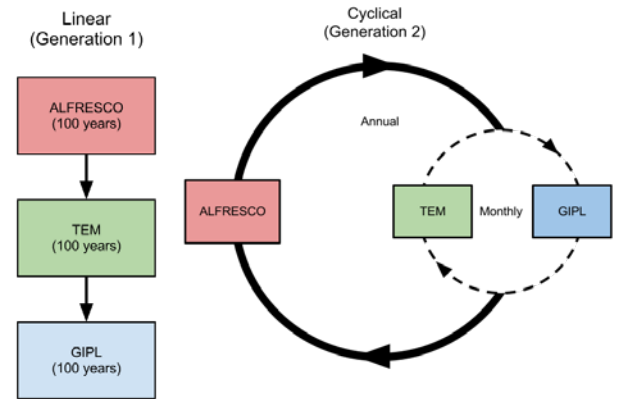 Linear
(Generation 1)
ALFRESCO
(100 years)
TEM
(100 years)
GIPL
(100 years)
Cyclical
(Generation 2)
Annual
ALFRESCO
TEM
Monthly
GIPL